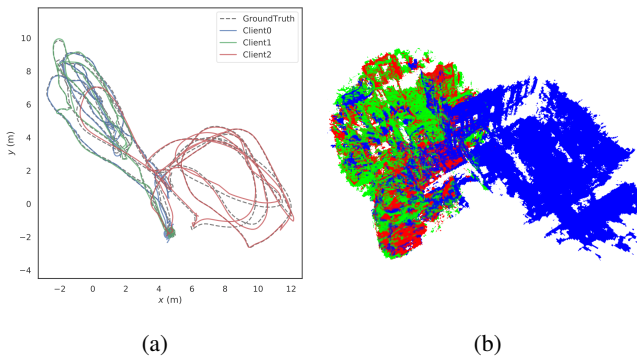 GroundTruth
Client0
Client1
Client2
10
8
6
4
2
0
−2
−4
y (m)
−2 0 2 4 6 8 10 12
x (m)
(a) (b)